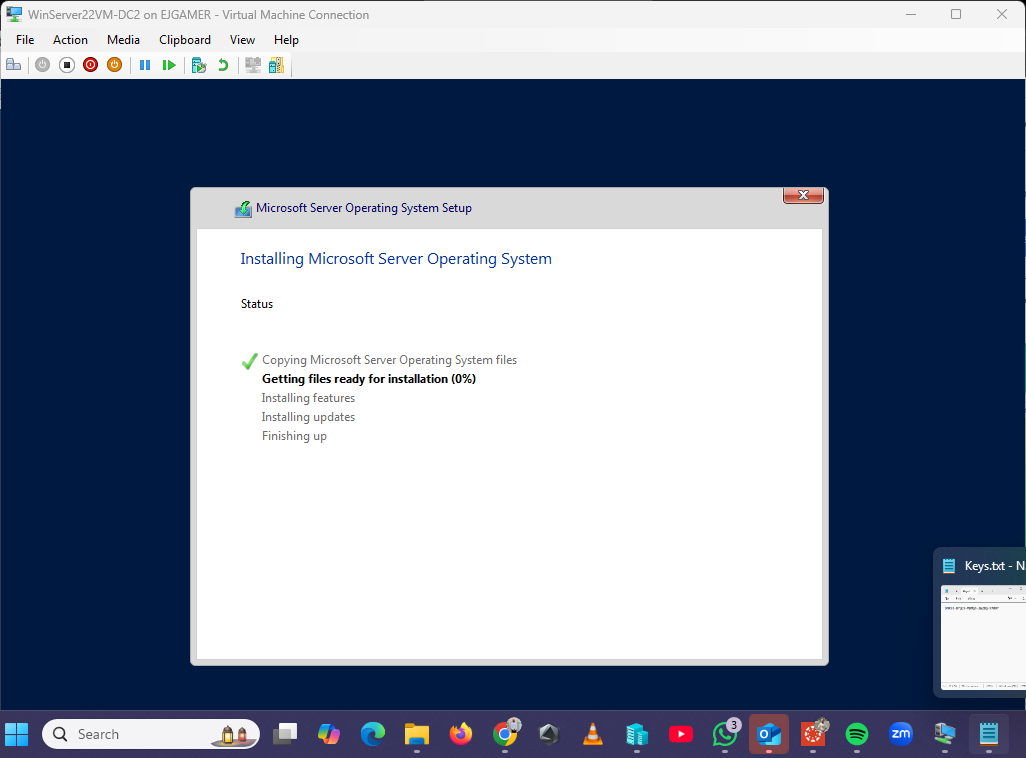 WinServer22VM-DC2 on EJGAMER - Virtual Machine Connection
File Action Media Clipboard View Help
Microsoft Server Operating System Setup
Installing Microsoft Server Operating System
Status
Copying Microsoft Server Operating System files
Getting files ready for installation (0%)
Installing features
Installing updates
Finishing up
Keys.txt - N
Search
3
zm